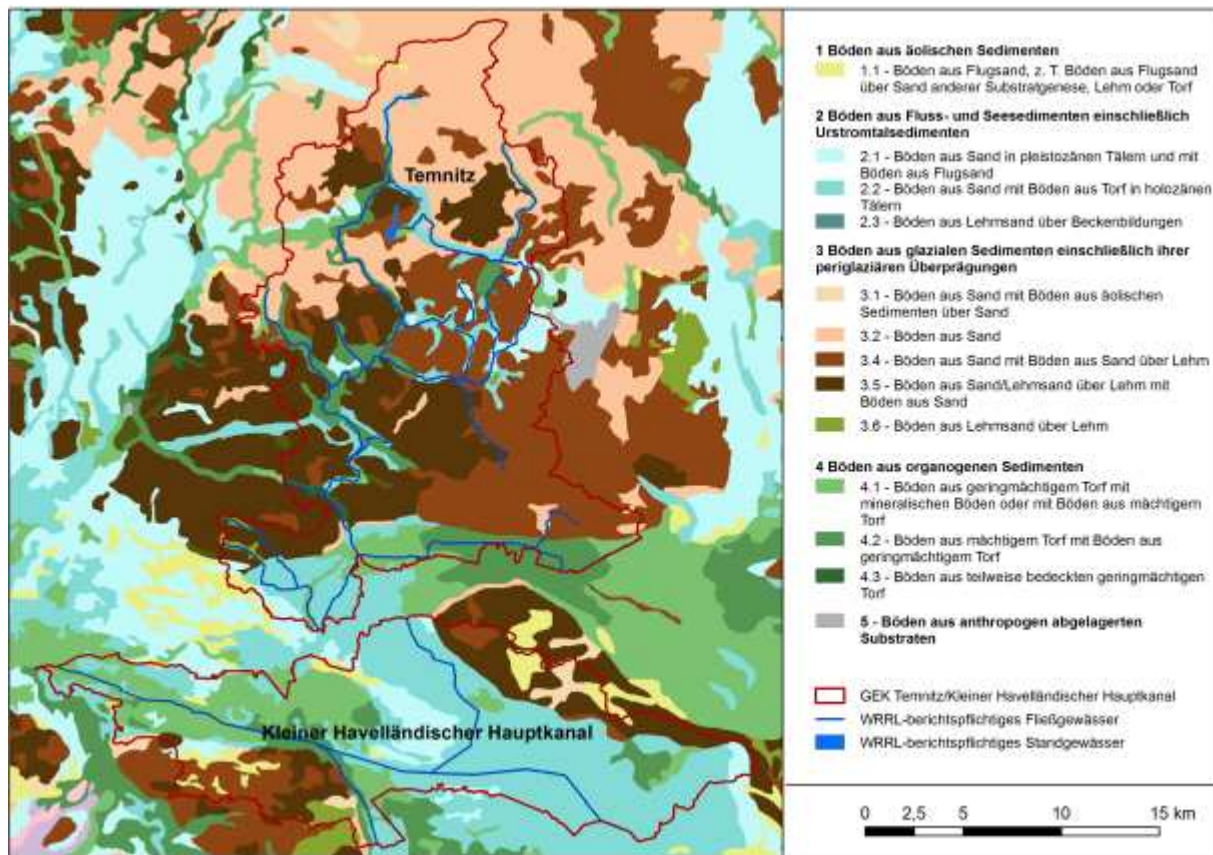 Temnitz
Kleiner Havelländischer Hauptkanal
1 Böden aus äolischen Sedimenten
1.1 - Böden aus Flugsand, z. T. Böden aus Flugsand
über Sand anderer Substratgenese, Lehm oder Torf
2 Böden aus Fluss- und Seesedimenten einschließlich
Urstromtalsedimenten
2.1 - Böden aus Sand in pleistozänen Tälern und mit
Böden aus Flugsand
2.2 - Böden aus Sand mit Böden aus Torf in holozänen
Tälern
2.3 - Böden aus Lehmsand über Beckenbildungen
3 Böden aus glazialen Sedimenten einschließlich ihrer
periglaziären Überprägungen
3.1 - Böden aus Sand mit Böden aus äolischen
Sedimenten über Sand
3.2 - Böden aus Sand
3.4 - Böden aus Sand mit Böden aus Sand über Lehm
3.5 - Böden aus Sand/Lehmsand über Lehm mit
Böden aus Sand
3.6 - Böden aus Lehmsand über Lehm
4 Böden aus organogenen Sedimenten
4.1 - Böden aus geringmächtigem Torf mit
mineralischen Böden oder mit Böden aus mächtigem
Torf
4.2 - Böden aus mächtigem Torf mit Böden aus
geringmächtigem Torf
4.3 - Böden aus teilweise bedeckten geringmächtigen
Torf
5 - Böden aus anthropogen abgelagerten
Substraten
GEK Temnitz/Kleiner Havelländischer Hauptkanal
WRRL-berichtspflichtiges Fließgewässer
WRRL-berichtspflichtiges Standgewässer
0 2,5 5 10 15 km